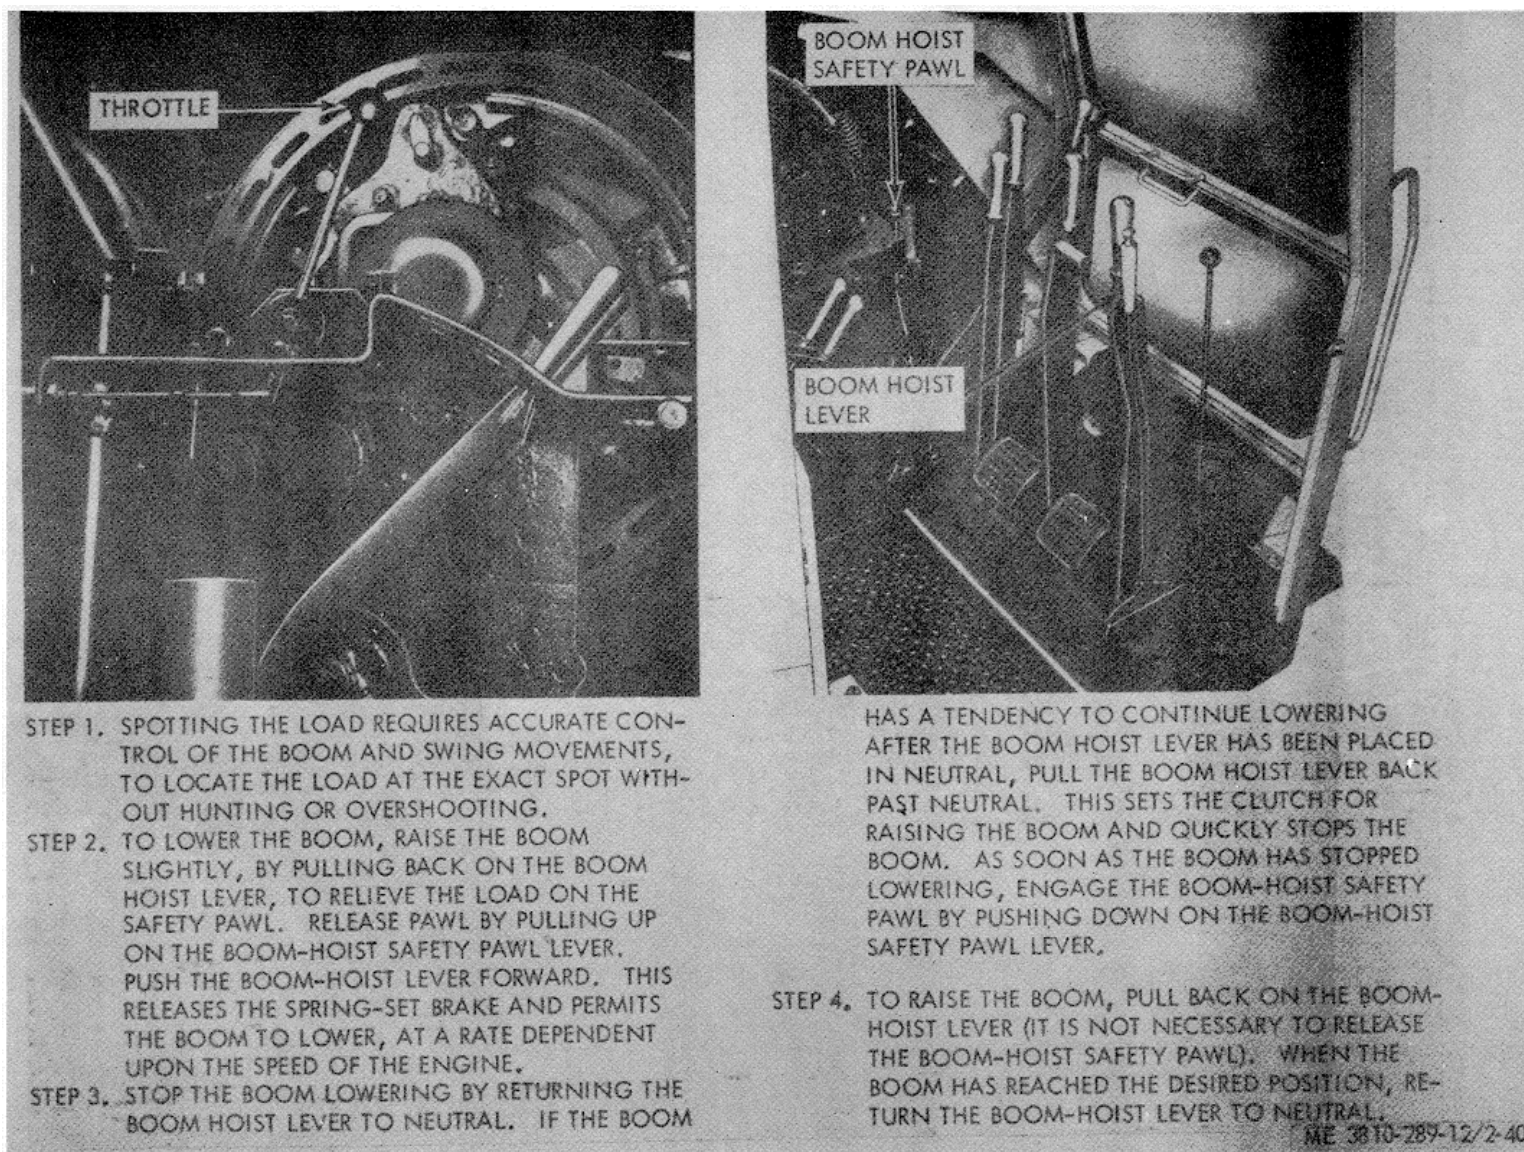 THROTTLE
BOOM HOIST
SAFETY PAWL
BOOM HOIST
LEVER
STEP 1. SPOTTING THE LOAD REQUIRES ACCURATE CON-
TROL OF THE BOOM AND SWING MOVEMENTS,
TO LOCATE THE LOAD AT THE EXACT SPOT WITH-
OUT HUNTING OR OVERSHOOTING.
STEP 2. TO LOWER THE BOOM, RAISE THE BOOM
SLIGHTLY, BY PULLING BACK ON THE BOOM
HOIST LEVER, TO RELIEVE THE LOAD ON THE
SAFETY PAWL. RELEASE PAWL BY PULLING UP
ON THE BOOM-HOIST SAFETY PAWL LEVER.
PUSH THE BOOM-HOIST LEVER FORWARD. THIS
RELEASES THE SPRING-SET BRAKE AND PERMITS
THE BOOM TO LOWER, AT A RATE DEPENDENT
UPON THE SPEED OF THE ENGINE.
STEP 3. STOP THE BOOM LOWERING BY RETURNING THE
BOOM HOIST LEVER TO NEUTRAL. IF THE BOOM
HAS A TENDENCY TO CONTINUE LOWERING
AFTER THE BOOM HOIST LEVER HAS BEEN PLACED
IN NEUTRAL, PULL THE BOOM HOIST LEVER BACK
PAST NEUTRAL. THIS SETS THE CLUTCH FOR
RAISING THE BOOM AND QUICKLY STOPS THE
BOOM. AS SOON AS THE BOOM HAS STOPPED
LOWERING, ENGAGE THE BOOM-HOIST SAFETY
PAWL BY PUSHING DOWN ON THE BOOM-HOIST
SAFETY PAWL LEVER.
STEP 4. TO RAISE THE BOOM, PULL BACK ON THE BOOM-
HOIST LEVER (IT IS NOT NECESSARY TO RELEASE
THE BOOM-HOIST SAFETY PAWL). WHEN THE
BOOM HAS REACHED THE DESIRED POSITION, RE-
TURN THE BOOM-HOIST LEVER TO NEUTRAL.
ME 3810-289-12/2-40